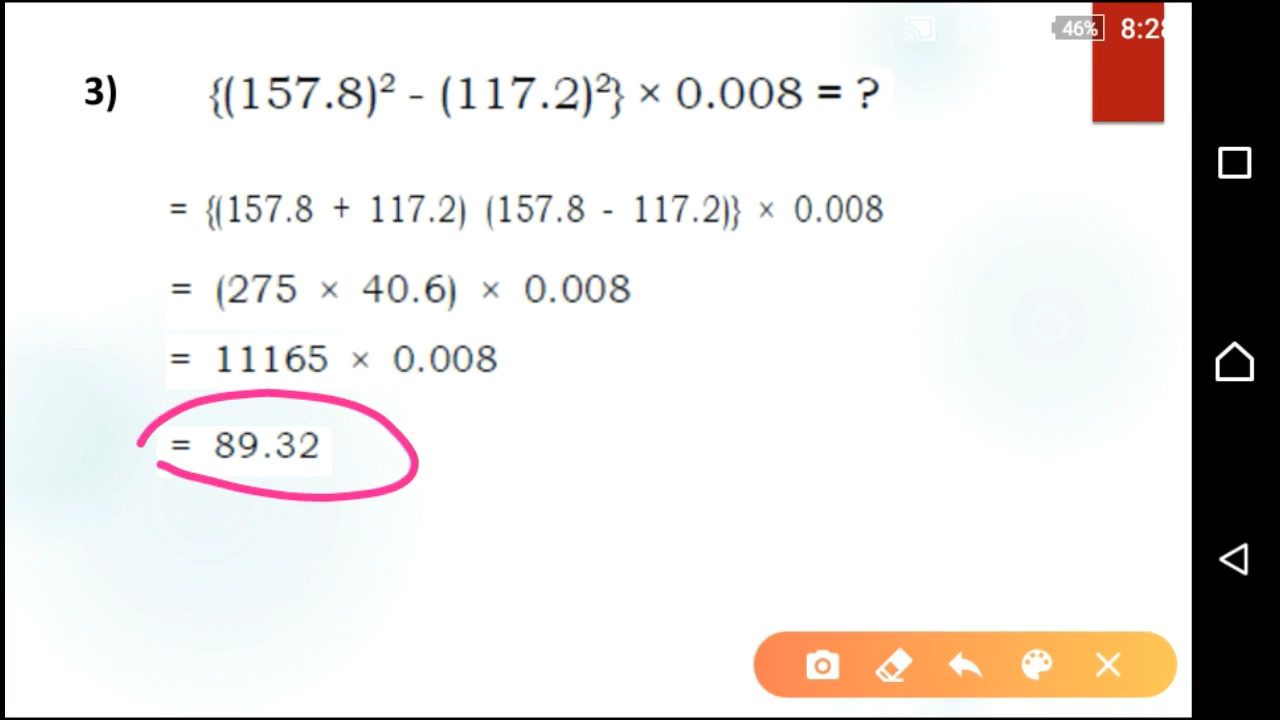 46% 8:28
3) {(157.8)² - (117.2)²} × 0.008 = ?
= {(157.8 + 117.2) (157.8 - 117.2)} × 0.008
= (275 × 40.6) × 0.008
= 11165 × 0.008
= 89.32